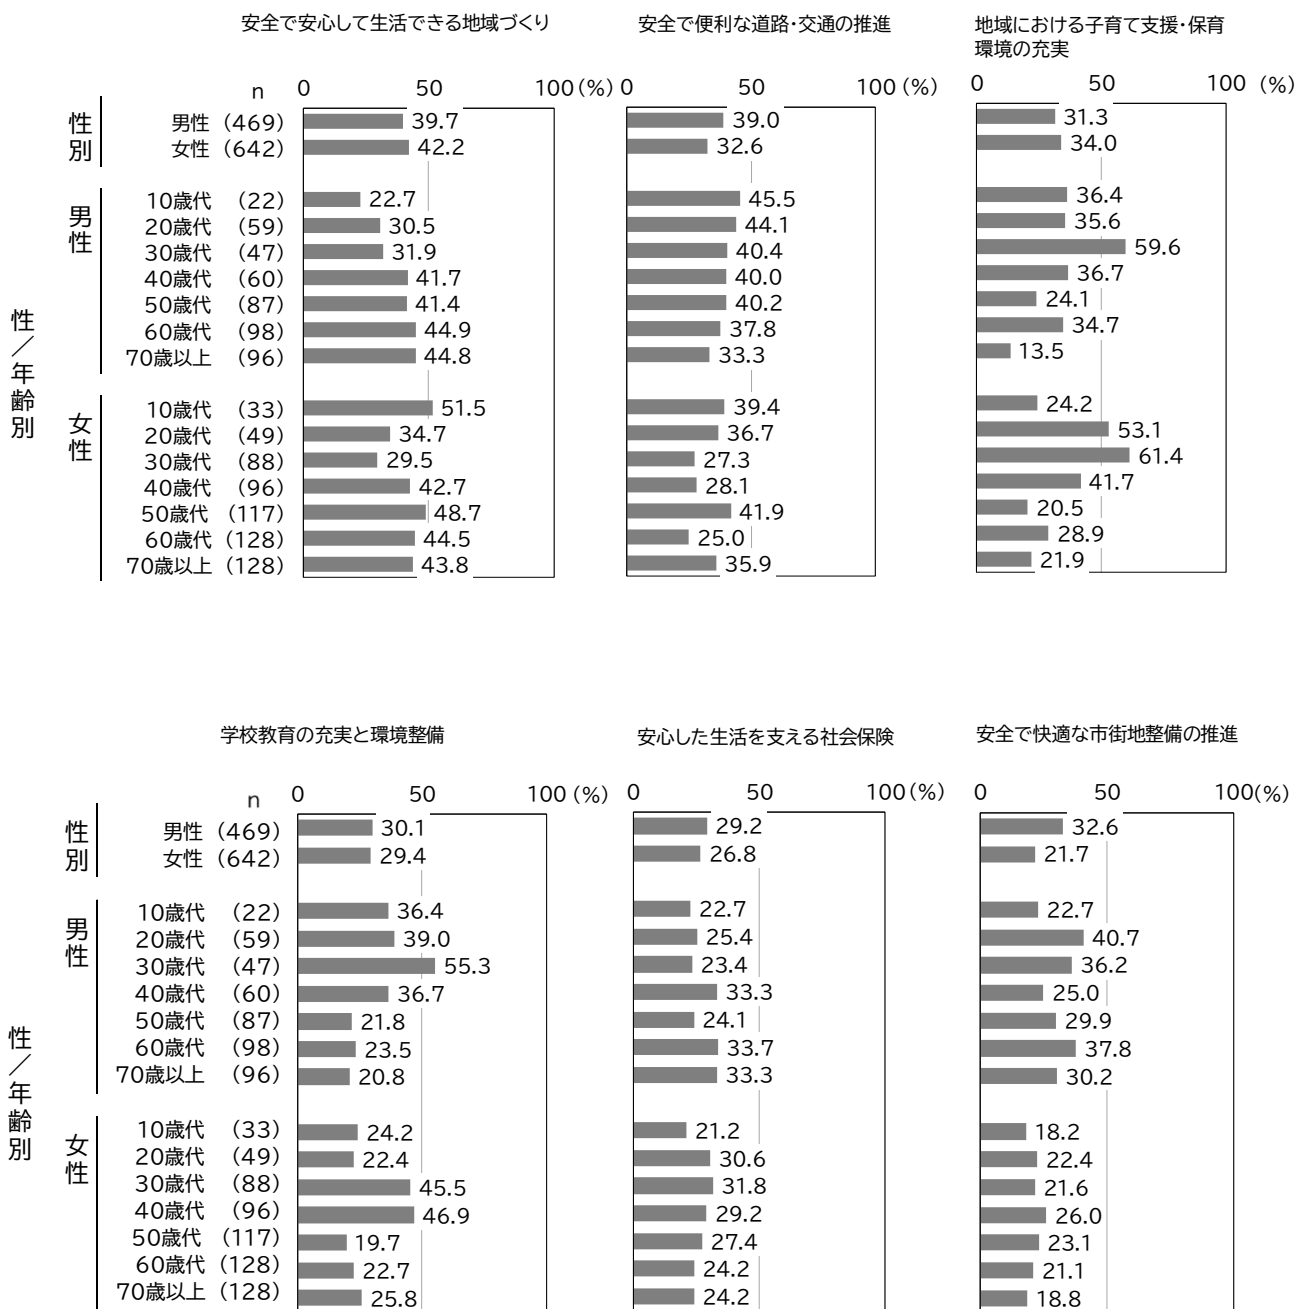 安全で安心して生活できる地域づくり
安全で便利な道路・交通の推進
地域における子育て支援・保育
環境の充実
n 0 50 100(%) 0 50 100(%) 0 50 100(%)
性別
男性(469) 39.7 39.0 31.3
女性(642) 42.2 32.6 34.0
性/年齢別
男性
10歳代(22) 22.7 45.5 36.4
20歳代(59) 30.5 44.1 35.6
30歳代(47) 31.9 40.4 59.6
40歳代(60) 41.7 40.0 36.7
50歳代(87) 41.4 40.2 24.1
60歳代(98) 44.9 37.8 34.7
70歳以上(96) 44.8 33.3 13.5
女性
10歳代(33) 51.5 39.4 24.2
20歳代(49) 34.7 36.7 53.1
30歳代(88) 29.5 27.3 61.4
40歳代(96) 42.7 28.1 41.7
50歳代(117) 48.7 41.9 20.5
60歳代(128) 44.5 25.0 28.9
70歳以上(128) 43.8 35.9 21.9
学校教育の充実と環境整備
安心した生活を支える社会保険
安全で快適な市街地整備の推進
n 0 50 100(%) 0 50 100(%) 0 50 100(%)
性別
男性(469) 30.1 29.2 32.6
女性(642) 29.4 26.8 21.7
性/年齢別
男性
10歳代(22) 36.4 22.7 22.7
20歳代(59) 39.0 25.4 40.7
30歳代(47) 55.3 23.4 36.2
40歳代(60) 36.7 33.3 25.0
50歳代(87) 21.8 24.1 29.9
60歳代(98) 23.5 33.7 37.8
70歳以上(96) 20.8 33.3 30.2
女性
10歳代(33) 24.2 21.2 18.2
20歳代(49) 22.4 30.6 22.4
30歳代(88) 45.5 31.8 21.6
40歳代(96) 46.9 29.2 26.0
50歳代(117) 19.7 27.4 23.1
60歳代(128) 22.7 24.2 21.1
70歳以上(128) 25.8 24.2 18.8